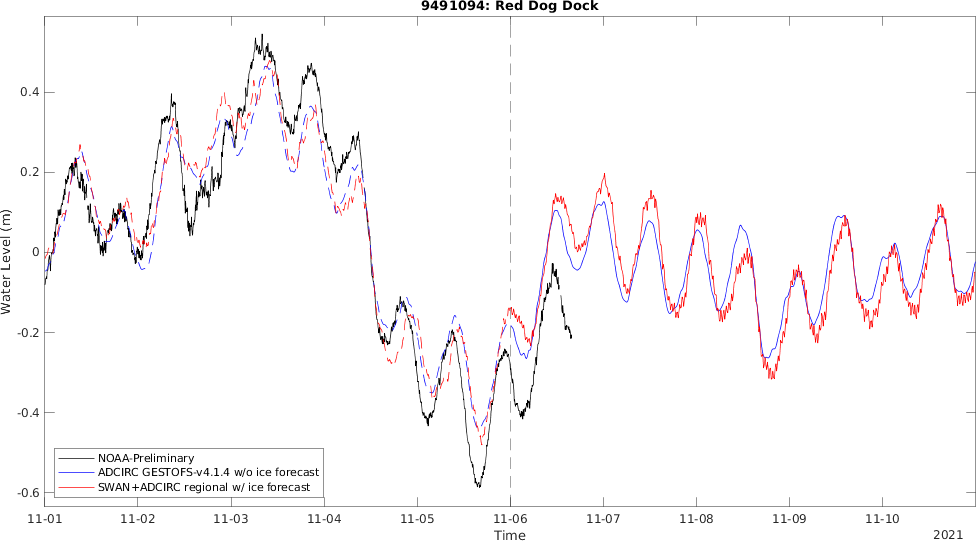 9491094: Red Dog Dock
Water Level (m)
0.4
0.2
0
-0.2
-0.4
-0.6
NOAA-Preliminary
ADCIRC GESTOFS-v4.1.4 w/o ice forecast
SWAN+ADCIRC regional w/ ice forecast
11-01 11-02 11-03 11-04 11-05 11-06 11-07 11-08 11-09 11-10
Time
2021